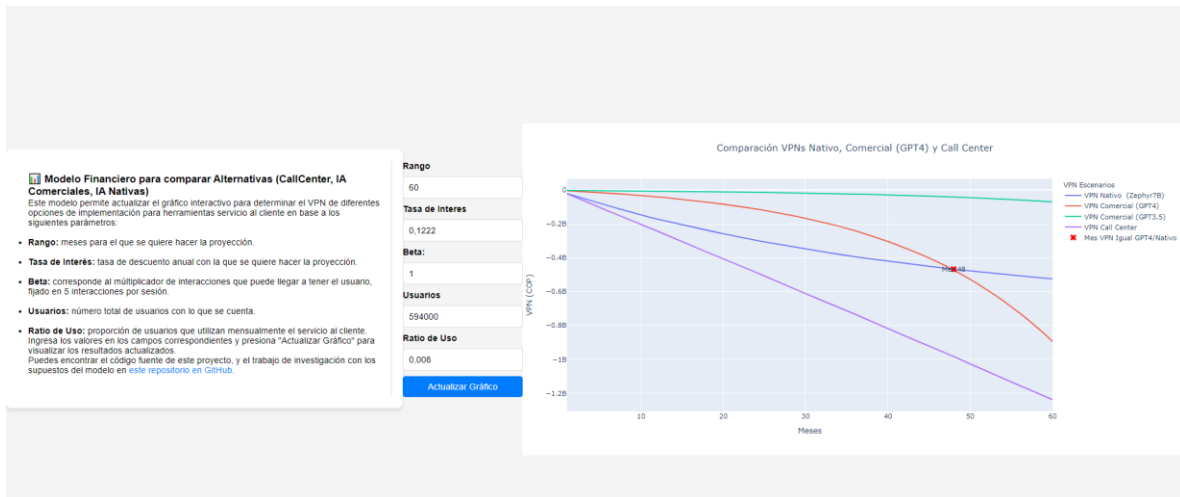 📊 Modelo Financiero para comparar Alternativas (CallCenter, IA
Comerciales, IA Nativas)
Este modelo permite actualizar el gráfico interactivo para determinar el VPN de diferentes
opciones de implementación para herramientas servicio al cliente en base a los
siguientes parámetros:
• Rango: meses para el que se quiere hacer la proyección.
• Tasa de Interés: tasa de descuento anual con la que se quiere hacer la proyección.
• Beta: corresponde al múltiplicador de interacciones que puede llegar a tener el usuario,
fijado en 5 interacciones por sesión.
• Usuarios: número total de usuarios con lo que se cuenta.
• Ratio de Uso: proporción de usuarios que utilizan mensualmente el servicio al cliente.
Ingresa los valores en los campos correspondientes y presiona "Actualizar Gráfico" para
visualizar los resultados actualizados.
Puedes encontrar el código fuente de este proyecto, y el trabajo de investigación con los
supuestos del modelo en este repositorio en GitHub.
Rango
60
Tasa de Interes
0,1222
Beta:
1
Usuarios
594000
Ratio de Uso
0,008
Actualizar Gráfico
Comparación VPNs Nativo, Comercial (GPT4) y Call Center
VPN (COP)
0
−0.2B
−0.4B
−0.6B
−0.8B
−1B
−1.2B
10
20
30
40
50
60
Meses
VPN Escenarios
VPN Nativo (Zephyr7B)
VPN Comercial (GPT4)
VPN Comercial (GPT3.5)
VPN Call Center
Mes VPN Igual GPT4/Nativo